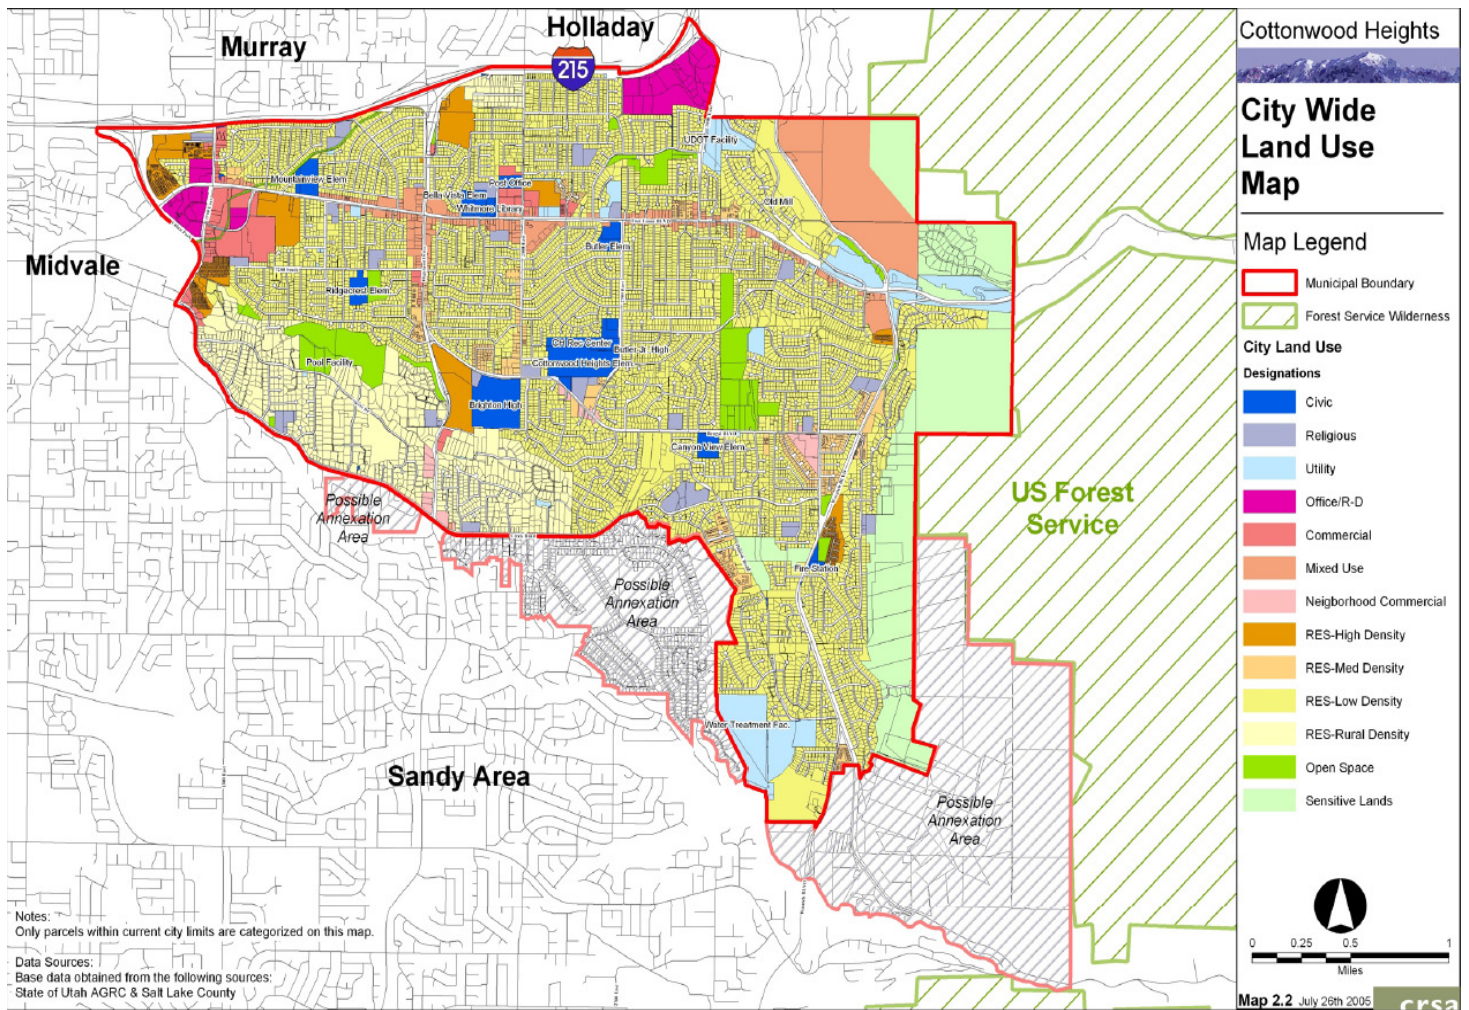 Murray
Holladay
215
Midvale
Sandy Area
UDOT Facility
Mountainview Elem
Bella Vista Elem
Post Office
Whitmore Library
Old Mill
Butler Elem
Ridgecrest Elem
CH Rec Center
Butler Jr. High
Cottonwood Heights Elem
Pool Facility
Brighton High
Canyon View Elem
Possible
Annexation
Area
US Forest
Service
Fire Station
Possible
Annexation
Area
Water Treatment Fac.
Possible
Annexation
Area
Notes:
Only parcels within current city limits are categorized on this map.
Data Sources:
Base data obtained from the following sources:
State of Utah AGRC & Salt Lake County
Cottonwood Heights
City Wide
Land Use
Map
Map Legend
Municipal Boundary
Forest Service Wilderness
City Land Use
Designations
Civic
Religious
Utility
Office/R-D
Commercial
Mixed Use
Neigborhood Commercial
RES-High Density
RES-Med Density
RES-Low Density
RES-Rural Density
Open Space
Sensitive Lands
0 0.25 0.5 1
Miles
Map 2.2 July 26th 2005
crsa